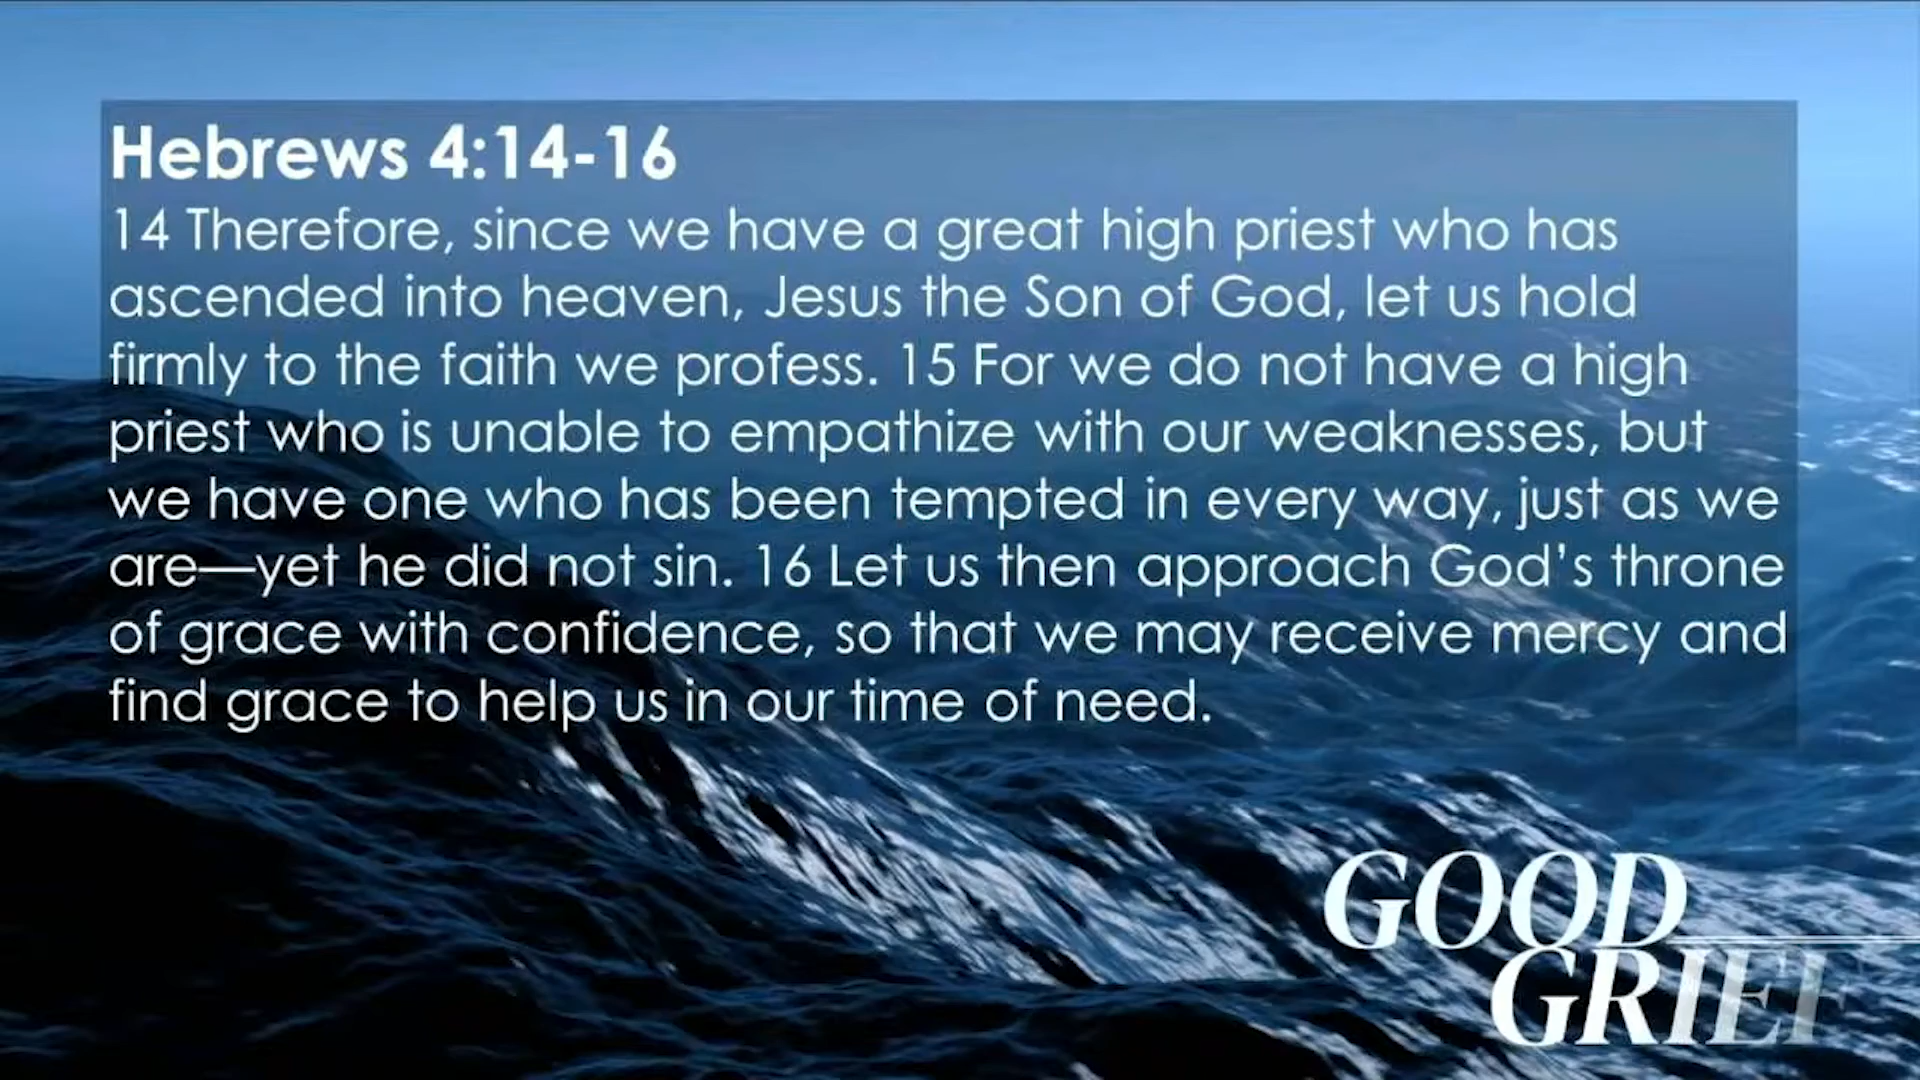 Hebrews 4:14-16
14 Therefore, since we have a great high priest who has
ascended into heaven, Jesus the Son of God, let us hold
firmly to the faith we profess. 15 For we do not have a high
priest who is unable to empathize with our weaknesses, but
we have one who has been tempted in every way, just as we
are—yet he did not sin. 16 Let us then approach God’s throne
of grace with confidence, so that we may receive mercy and
find grace to help us in our time of need.
GOOD
GRIEF